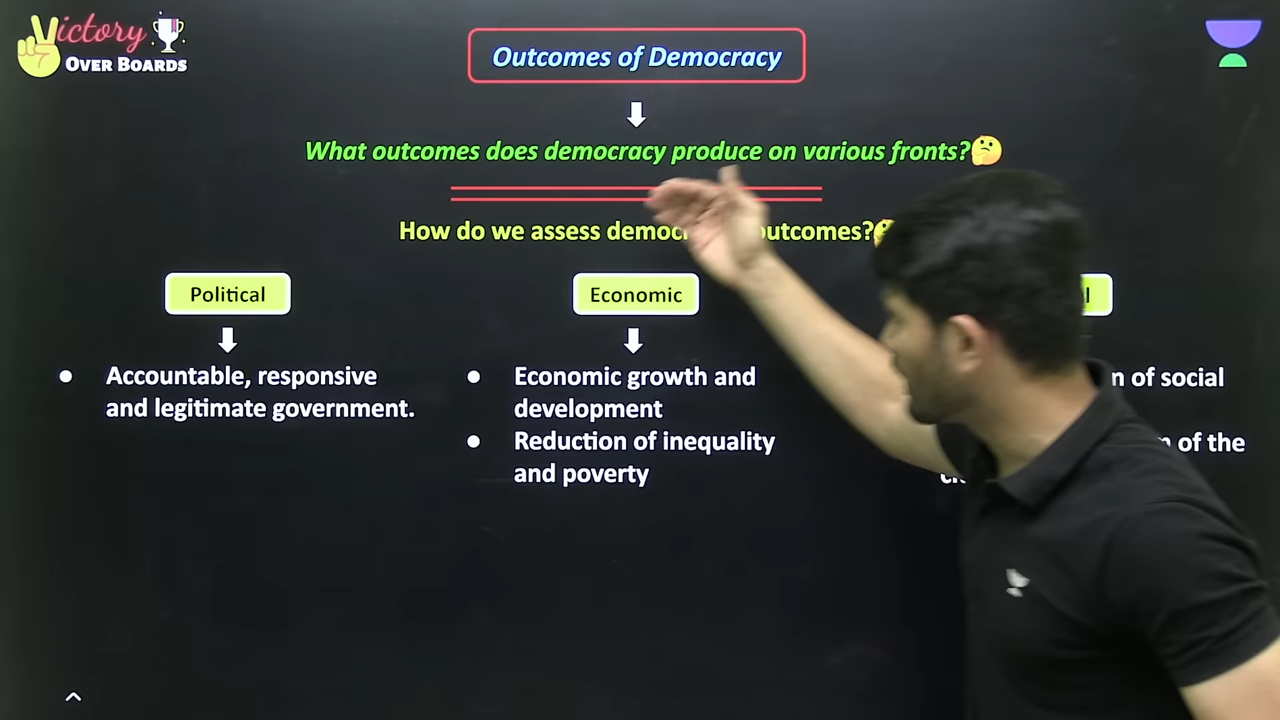 Victory
OVER BOARDS
Outcomes of Democracy
What outcomes does democracy produce on various fronts?
How do we assess outcomes?
Political
Economic
Accountable, responsive
and legitimate government.
Economic growth and
development
Reduction of inequality
and poverty
of social
of the